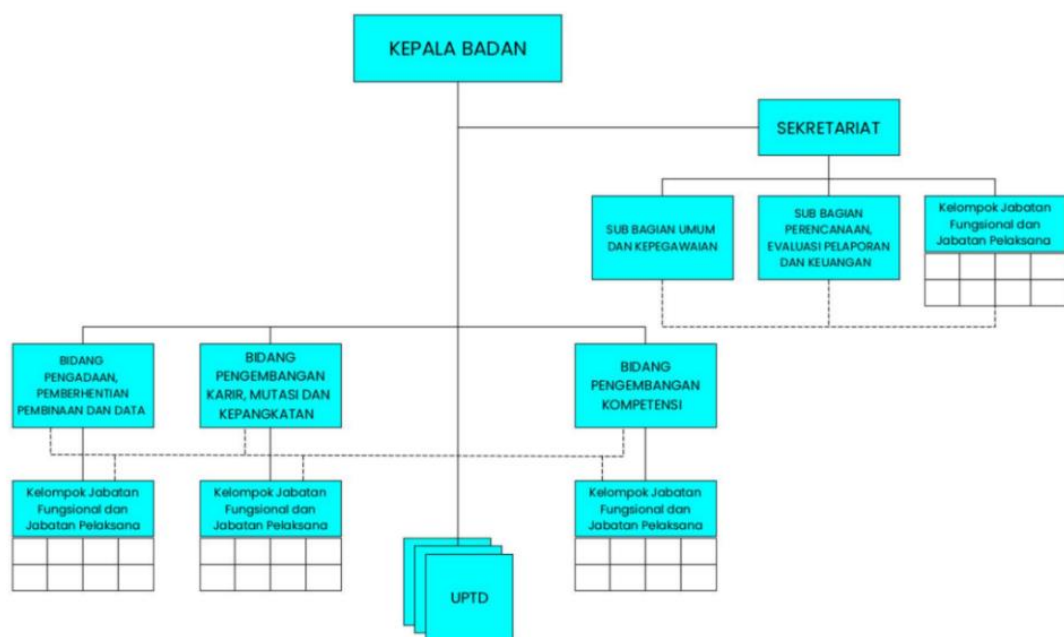 KEPALA BADAN
SEKRETARIAT
SUB BAGIAN UMUM
DAN KEPEGAWAIAN
SUB BAGIAN
PERENCANAAN,
EVALUASI PELAPORAN
DAN KEUANGAN
Kelompok Jabatan
Fungsional dan
Jabatan Pelaksana
BIDANG
PENGADAAN,
PEMBERHENTIAN
PEMBINAAN DAN DATA
BIDANG
PENGEMBANGAN
KARIR, MUTASI DAN
KEPANGKATAN
BIDANG
PENGEMBANGAN
KOMPETENSI
Kelompok Jabatan
Fungsional dan
Jabatan Pelaksana
Kelompok Jabatan
Fungsional dan
Jabatan Pelaksana
Kelompok Jabatan
Fungsional dan
Jabatan Pelaksana
UPTD